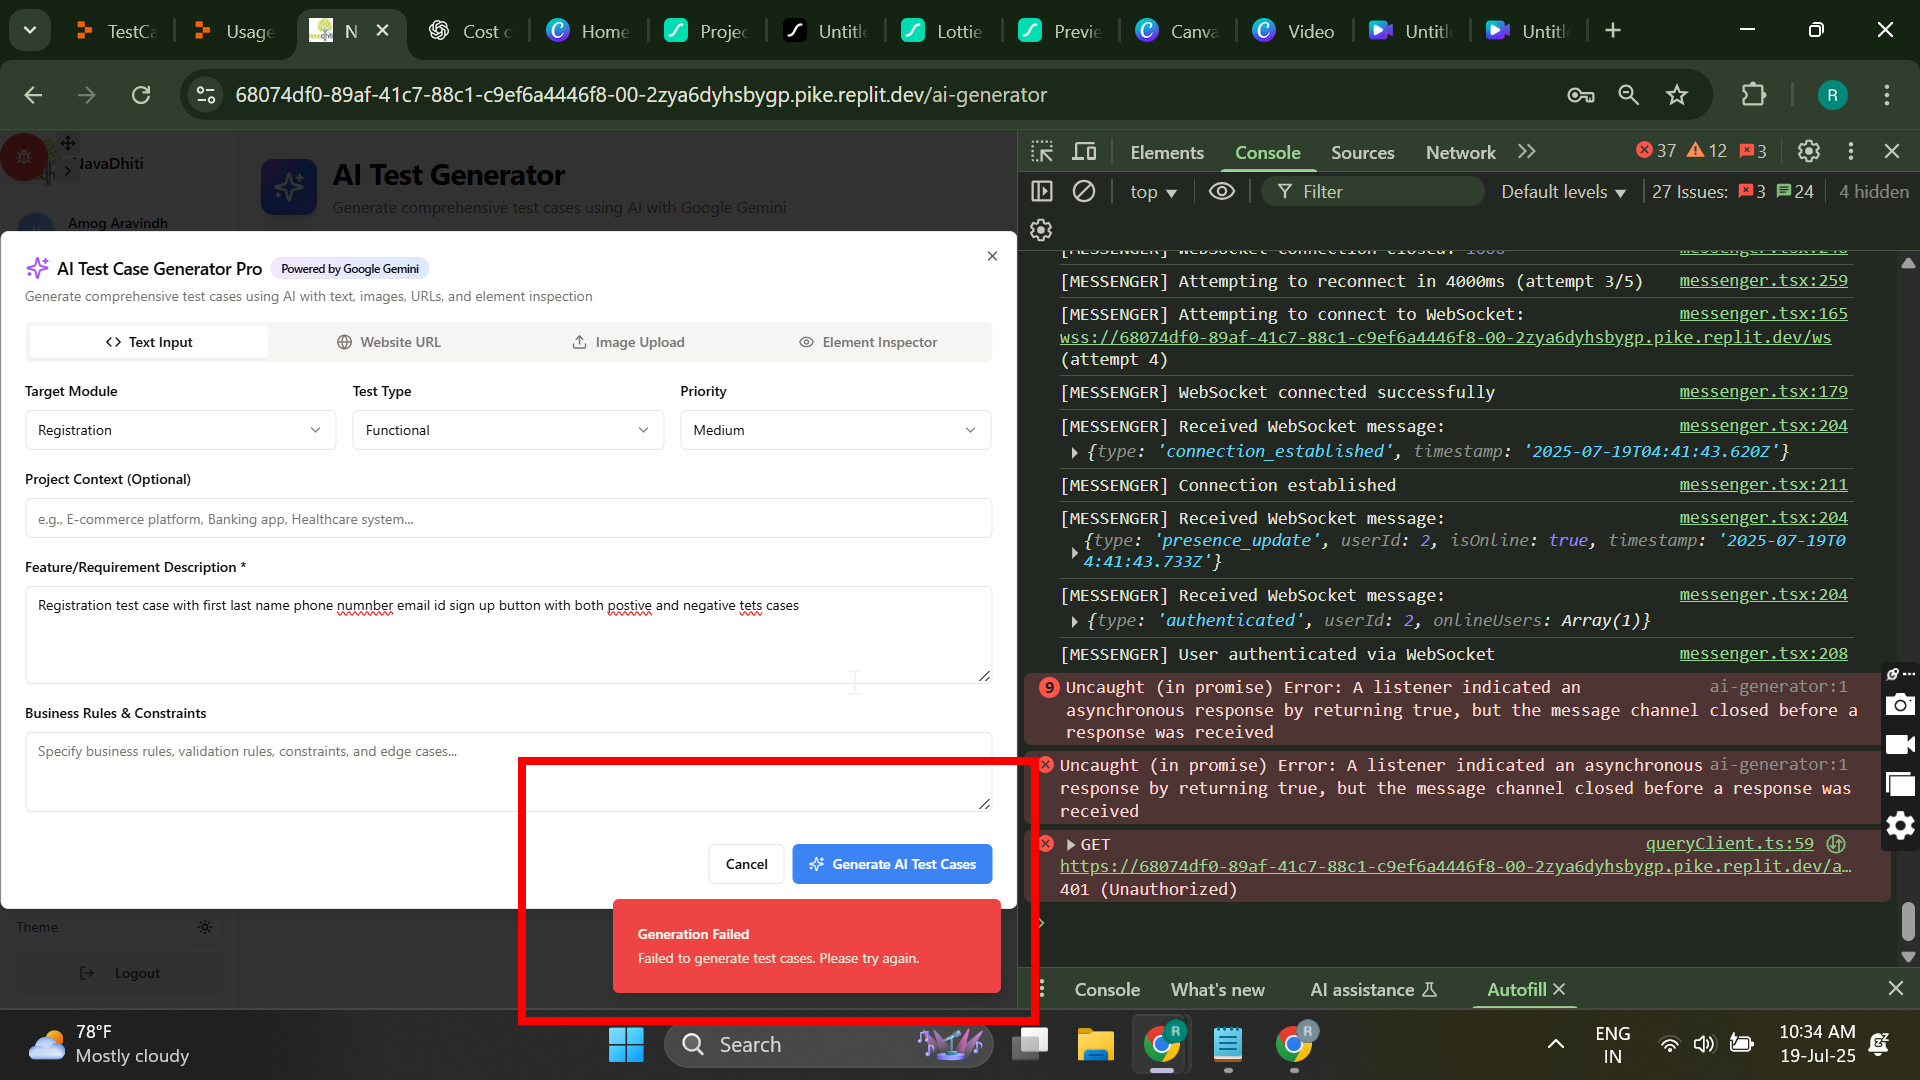 TestCa
Usage
N
Cost c
Home
Projec
Untitl
Lottie
Previe
Canva
Video
Untitl
Untitl
68074df0-89af-41c7-88c1-c9ef6a4446f8-00-2zya6dyhsbygp.pike.replit.dev/ai-generator
R
NavaDhiti
AI Test Generator
Generate comprehensive test cases using AI with Google Gemini
Amog Aravindh
AI Test Case Generator Pro
Powered by Google Gemini
Generate comprehensive test cases using AI with text, images, URLs, and element inspection
Text Input
Website URL
Image Upload
Element Inspector
Target Module
Test Type
Priority
Registration
Functional
Medium
Project Context (Optional)
e.g., E-commerce platform, Banking app, Healthcare system...
Feature/Requirement Description *
Registration test case with first last name phone numnber email id sign up button with both postive and negative tets cases
Business Rules & Constraints
Specify business rules, validation rules, constraints, and edge cases...
Cancel
Generate AI Test Cases
Generation Failed
Failed to generate test cases. Please try again.
Theme
Logout
Elements
Console
Sources
Network
37
12
3
top
Filter
Default levels
27 Issues:
3
24
4 hidden
[MESSENGER] WebSocket connection closed: 1006
[MESSENGER] Attempting to reconnect in 4000ms (attempt 3/5) messenger.tsx:259
[MESSENGER] Attempting to connect to WebSocket: messenger.tsx:165
wss://68074df0-89af-41c7-88c1-c9ef6a4446f8-00-2zya6dyhsbygp.pike.replit.dev/ws
(attempt 4)
[MESSENGER] WebSocket connected successfully messenger.tsx:179
[MESSENGER] Received WebSocket message: messenger.tsx:204
{type: 'connection_established', timestamp: '2025-07-19T04:41:43.620Z'}
[MESSENGER] Connection established messenger.tsx:211
[MESSENGER] Received WebSocket message: messenger.tsx:204
{type: 'presence_update', userId: 2, isOnline: true, timestamp: '2025-07-19T0
4:41:43.733Z'}
[MESSENGER] Received WebSocket message: messenger.tsx:204
{type: 'authenticated', userId: 2, onlineUsers: Array(1)}
[MESSENGER] User authenticated via WebSocket messenger.tsx:208
9 Uncaught (in promise) Error: A listener indicated an ai-generator:1
asynchronous response by returning true, but the message channel closed before a
response was received
Uncaught (in promise) Error: A listener indicated an asynchronous ai-generator:1
response by returning true, but the message channel closed before a response was
received
GET queryClient.ts:59
https://68074df0-89af-41c7-88c1-c9ef6a4446f8-00-2zya6dyhsbygp.pike.replit.dev/a…
401 (Unauthorized)
Console
What's new
AI assistance
Autofill
78°F
Mostly cloudy
Search
R
R
ENG
IN
10:34 AM
19-Jul-25